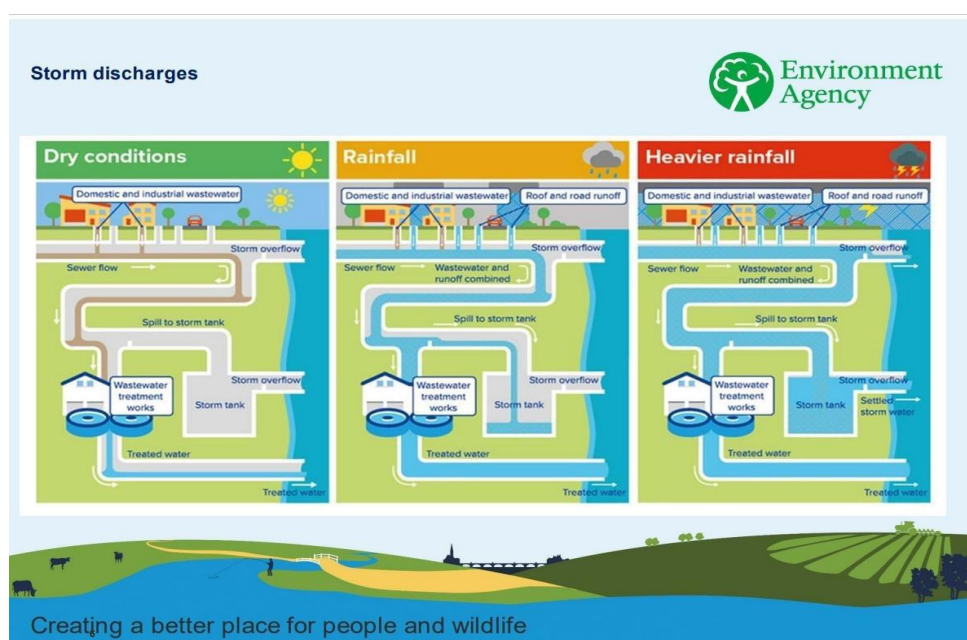 Storm discharges
Environment
Agency
Dry conditions
Domestic and industrial wastewater
Storm overflow
Sewer flow
Spill to storm tank
Storm overflow
Wastewater
treatment
works
Storm tank
Treated water
Treated water
Rainfall
Domestic and industrial wastewater
Roof and road runoff
Storm overflow
Sewer flow
Wastewater and
runoff combined
Spill to storm tank
Storm overflow
Wastewater
treatment
works
Storm tank
Treated water
Treated water
Heavier rainfall
Domestic and industrial wastewater
Roof and road runoff
Storm overflow
Sewer flow
Wastewater and
runoff combined
Spill to storm tank
Storm overflow
Wastewater
treatment
works
Storm tank
Settled
storm water
Treated water
Treated water
Creating a better place for people and wildlife